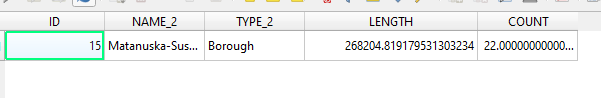 ID NAME_2 TYPE_2 LENGTH COUNT
15 Matanuska-Sus... Borough 268204.819179531303234 22.00000000000...